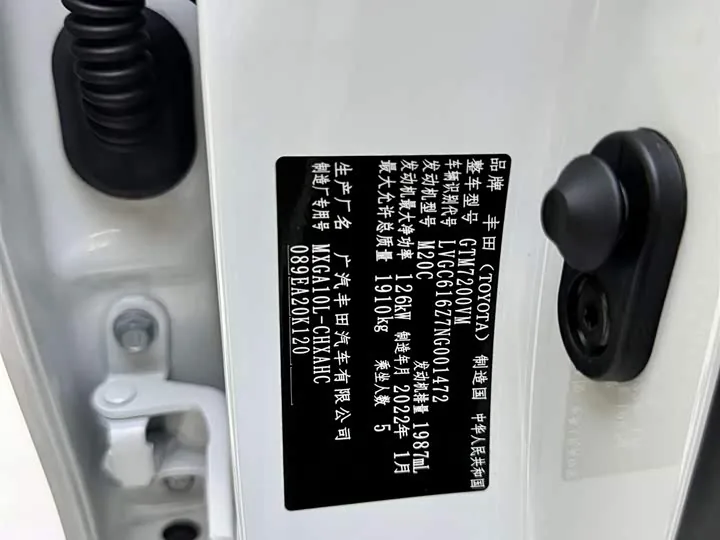 品牌 丰田(TOYOTA) 制造国 中华人民共和国
整车型号 GTM7200VM
车辆识别代号 LVGC616Z7NG001472
发动机型号 M20C 发动机排量 1987mL
发动机最大净功率 126kW 制造年月 2022年 1月
最大允许总质量 1910kg 乘坐人数 5
生产厂名 广汽丰田汽车有限公司
制造厂专用号 MXGA10L-CHXAHC
089EA20K120